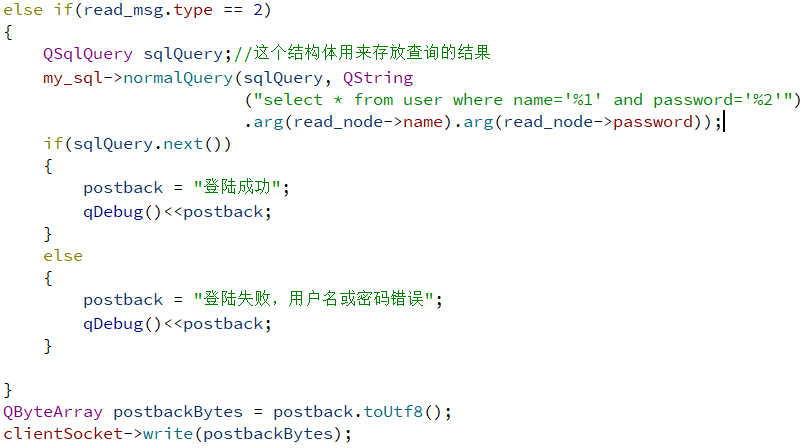 else if(read_msg.type == 2)
{
    QSqlQuery sqlQuery;//这个结构体用来存放查询的结果
    my_sql->normalQuery(sqlQuery, QString
                        ("select * from user where name='%1' and password='%2'")
                        .arg(read_node->name).arg(read_node->password));
    if(sqlQuery.next())
    {
        postback = "登陆成功";
        qDebug()<<postback;
    }
    else
    {
        postback = "登陆失败，用户名或密码错误";
        qDebug()<<postback;
    }

}
QByteArray postbackBytes = postback.toUtf8();
clientSocket->write(postbackBytes);